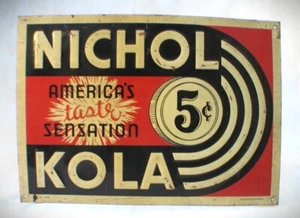 NICHOL
AMERICA'S
taste
SENSATION
5¢
KOLA